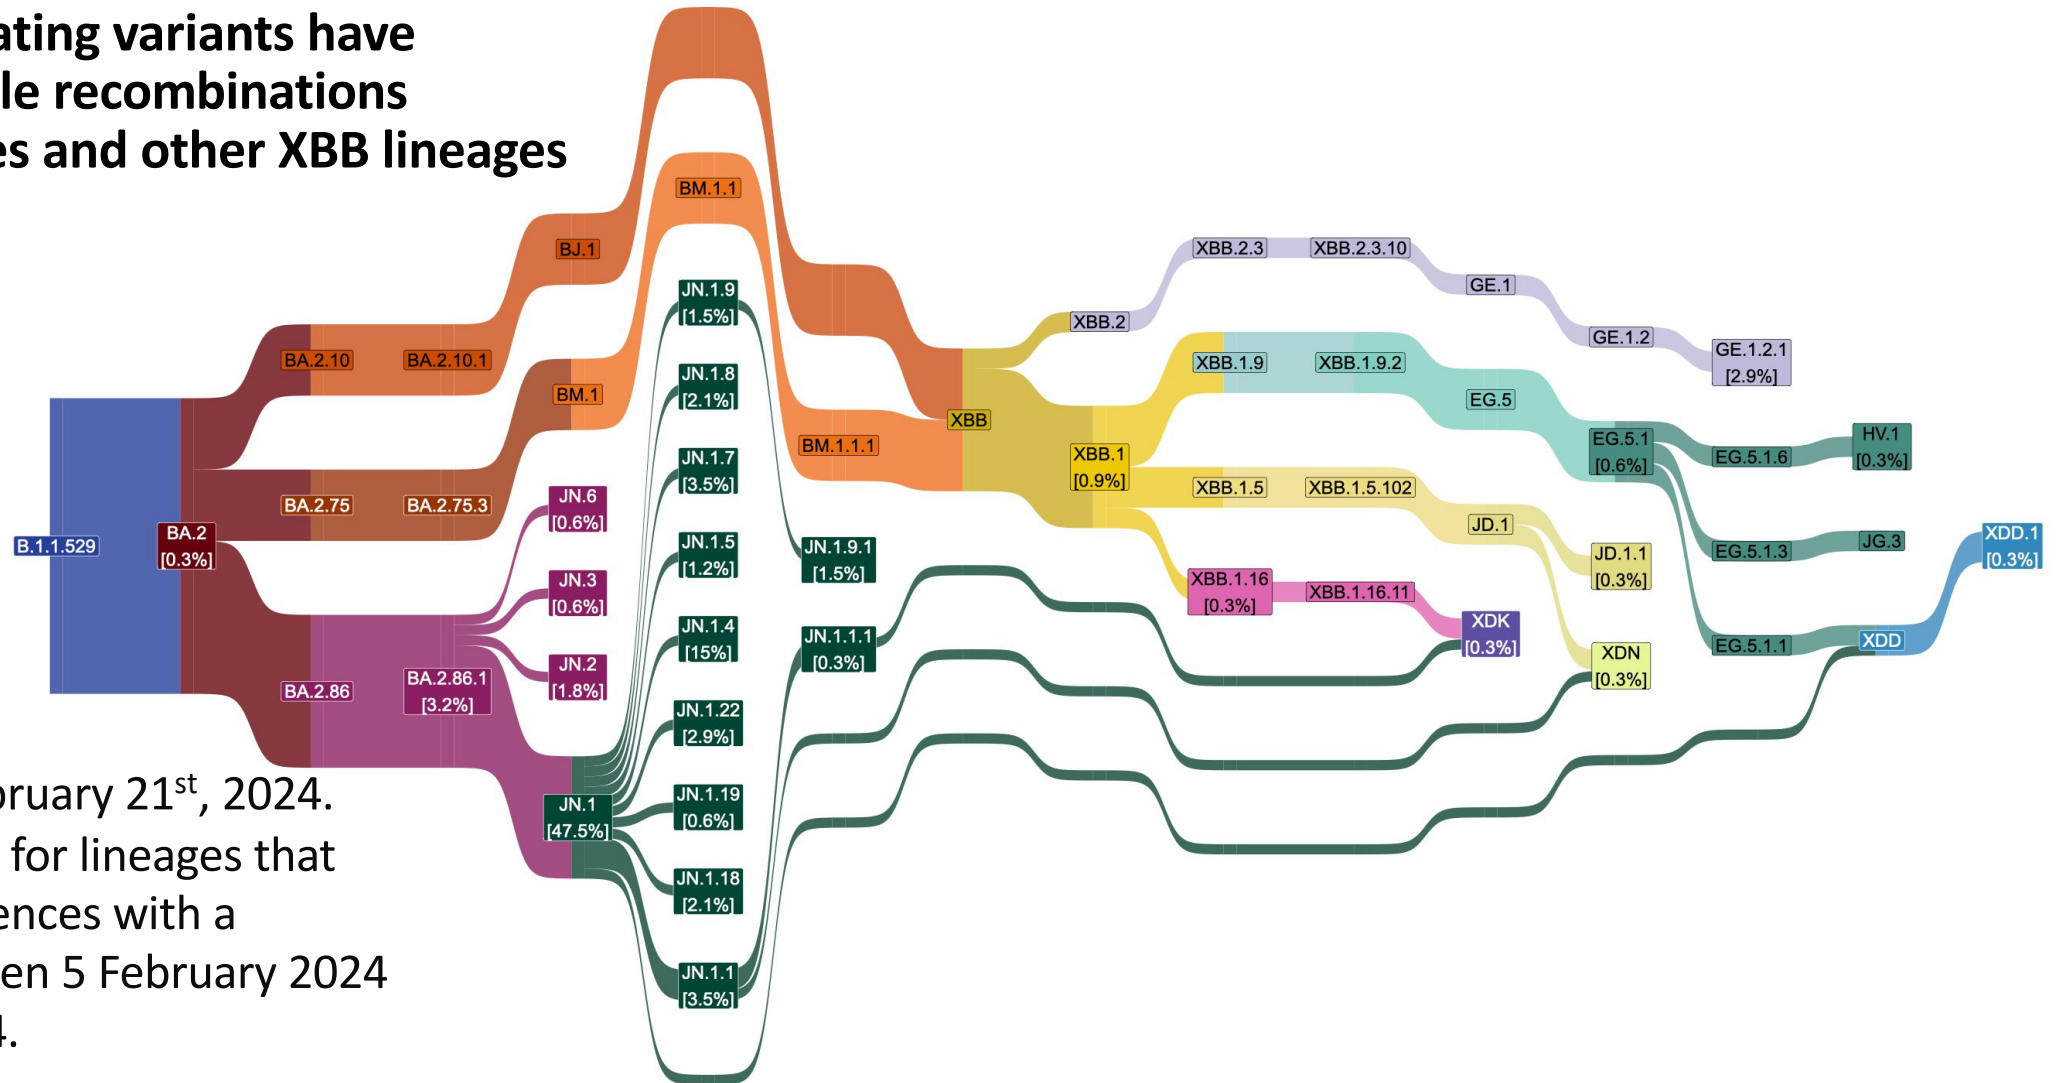 ating variants have
le recombinations
es and other XBB lineages
BM.1.1
BJ.1
XBB.2.3
XBB.2.3.10
GE.1
JN.1.9
[1.5%]
XBB.2
GE.1.2
GE.1.2.1
[2.9%]
BA.2.10
BA.2.10.1
XBB.1.9
XBB.1.9.2
JN.1.8
[2.1%]
BM.1
EG.5
XBB
BM.1.1.1
EG.5.1
[0.6%]
HV.1
[0.3%]
EG.5.1.6
JN.1.7
[3.5%]
XBB.1
[0.9%]
XBB.1.5
XBB.1.5.102
BA.2.75
BA.2.75.3
JN.6
[0.6%]
JD.1
B.1.1.529
BA.2
[0.3%]
JN.1.5
[1.2%]
JN.1.9.1
[1.5%]
JD.1.1
[0.3%]
EG.5.1.3
JG.3
XDD.1
[0.3%]
JN.3
[0.6%]
XBB.1.16
[0.3%]
XBB.1.16.11
XDK
[0.3%]
JN.1.4
[15%]
JN.1.1.1
[0.3%]
XDN
[0.3%]
EG.5.1.1
XDD
JN.2
[1.8%]
BA.2.86
BA.2.86.1
[3.2%]
JN.1.22
[2.9%]
JN.1
[47.5%]
JN.1.19
[0.6%]
JN.1.18
[2.1%]
JN.1.1
[3.5%]
bruary 21st, 2024.
for lineages that
ences with a
en 5 February 2024
4.